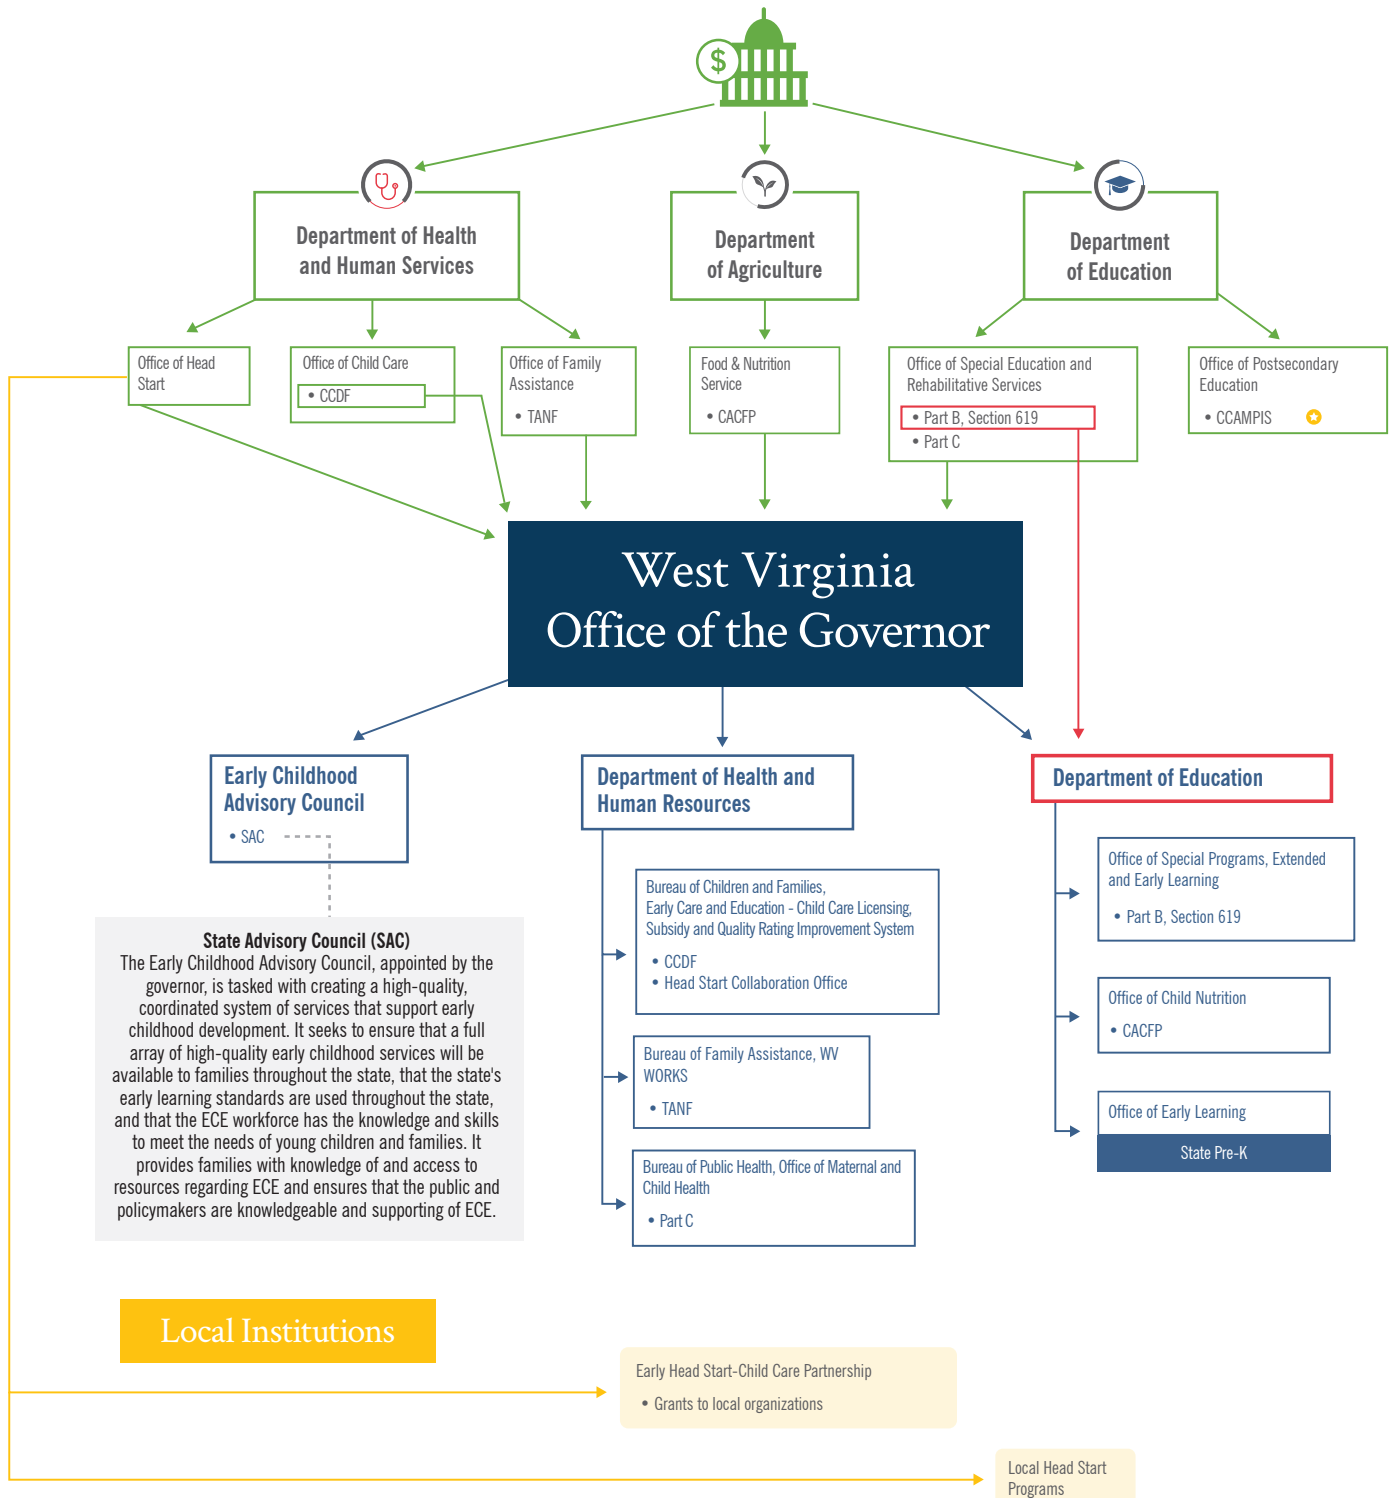 $
Department of Health
and Human Services
Department
of Agriculture
Department
of Education
Office of Head
Start
Office of Child Care
• CCDF
Office of Family
Assistance
• TANF
Food & Nutrition
Service
• CACFP
Office of Special Education and
Rehabilitative Services
• Part B, Section 619
• Part C
Office of Postsecondary
Education
• CCAMPIS
West Virginia
Office of the Governor
Early Childhood
Advisory Council
• SAC
State Advisory Council (SAC)
The Early Childhood Advisory Council, appointed by the
governor, is tasked with creating a high-quality,
coordinated system of services that support early
childhood development. It seeks to ensure that a full
array of high-quality early childhood services will be
available to families throughout the state, that the state's
early learning standards are used throughout the state,
and that the ECE workforce has the knowledge and skills
to meet the needs of young children and families. It
provides families with knowledge of and access to
resources regarding ECE and ensures that the public and
policymakers are knowledgeable and supporting of ECE.
Department of Health and
Human Resources
Bureau of Children and Families,
Early Care and Education - Child Care Licensing,
Subsidy and Quality Rating Improvement System
• CCDF
• Head Start Collaboration Office
Bureau of Family Assistance, WV
WORKS
• TANF
Bureau of Public Health, Office of Maternal and
Child Health
• Part C
Department of Education
Office of Special Programs, Extended
and Early Learning
• Part B, Section 619
Office of Child Nutrition
• CACFP
Office of Early Learning
State Pre-K
Local Institutions
Early Head Start-Child Care Partnership
• Grants to local organizations
Local Head Start
Programs